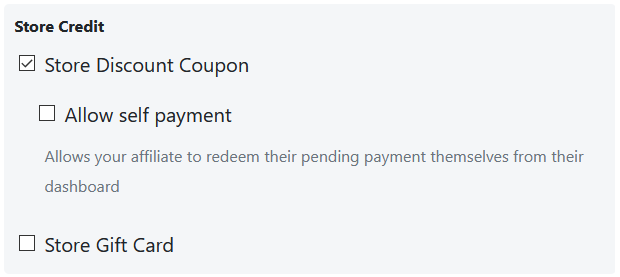 Store Credit
Store Discount Coupon
Allow self payment
Allows your affiliate to redeem their pending payment themselves from their
dashboard
Store Gift Card